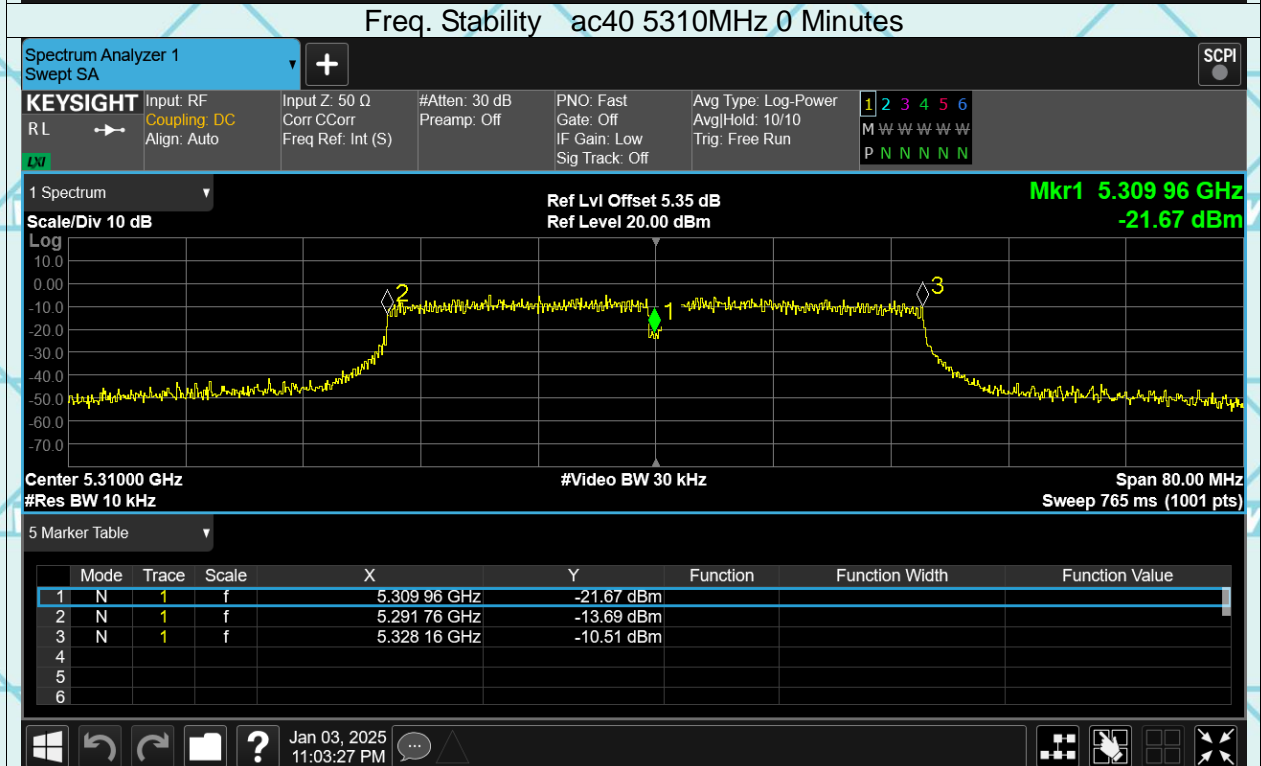 Freq. Stability ac40 5310MHz 0 Minutes
Spectrum Analyzer 1
Swept SA
+
SCPI
KEYSIGHT
RL
LXI
Input: RF
Coupling: DC
Align: Auto
Input Z: 50 Ω
Corr CCorr
Freq Ref: Int (S)
#Atten: 30 dB
Preamp: Off
PNO: Fast
Gate: Off
IF Gain: Low
Sig Track: Off
Avg Type: Log-Power
Avg|Hold: 10/10
Trig: Free Run
1 2 3 4 5 6
M W W W W W W
P N N N N N N
1 Spectrum
Scale/Div 10 dB
Ref Lvl Offset 5.35 dB
Ref Level 20.00 dBm
Mkr1 5.309 96 GHz
-21.67 dBm
Log
10.0
0.00
-10.0
-20.0
-30.0
-40.0
-50.0
-60.0
-70.0
2
1
3
Center 5.31000 GHz
#Res BW 10 kHz
#Video BW 30 kHz
Span 80.00 MHz
Sweep 765 ms (1001 pts)
5 Marker Table
Mode Trace Scale X Y Function Function Width Function Value
1 N 1 f 5.309 96 GHz -21.67 dBm
2 N 1 f 5.291 76 GHz -13.69 dBm
3 N 1 f 5.328 16 GHz -10.51 dBm
4
5
6
?
Jan 03, 2025
11:03:27 PM